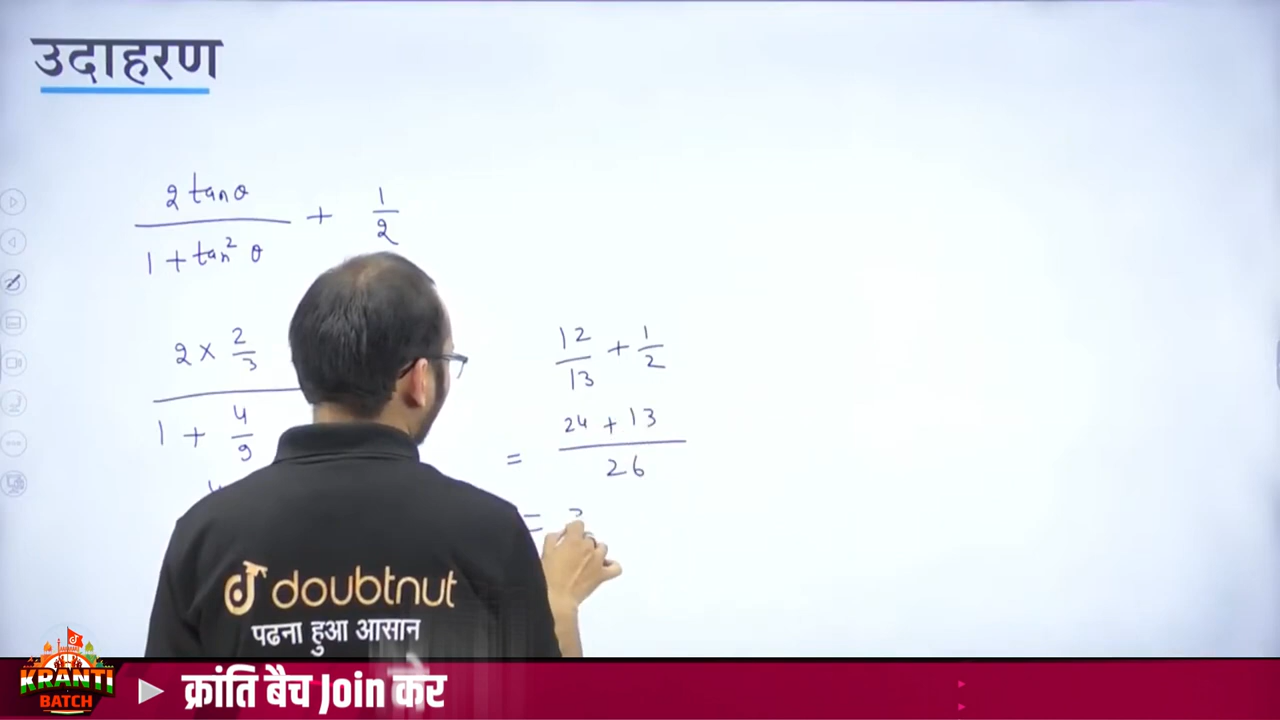 उदाहरण
2 tanθ / 1 + tan² θ + 1/2
2 × 2/3 / 1 + 4/9
12/13 + 1/2
= 24 + 13 / 26
=
doubtnut
पढना हुआ आसान
KRANTI
BATCH
क्रांति बैच Join करे